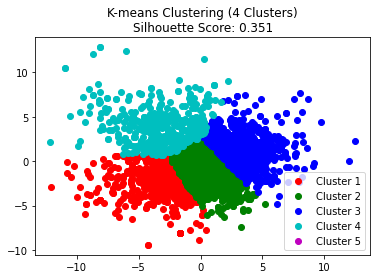 K-means Clustering (4 Clusters)
Silhouette Score: 0.351
10
5
0
−5
−10
−10
−5
0
5
10
Cluster 1
Cluster 2
Cluster 3
Cluster 4
Cluster 5